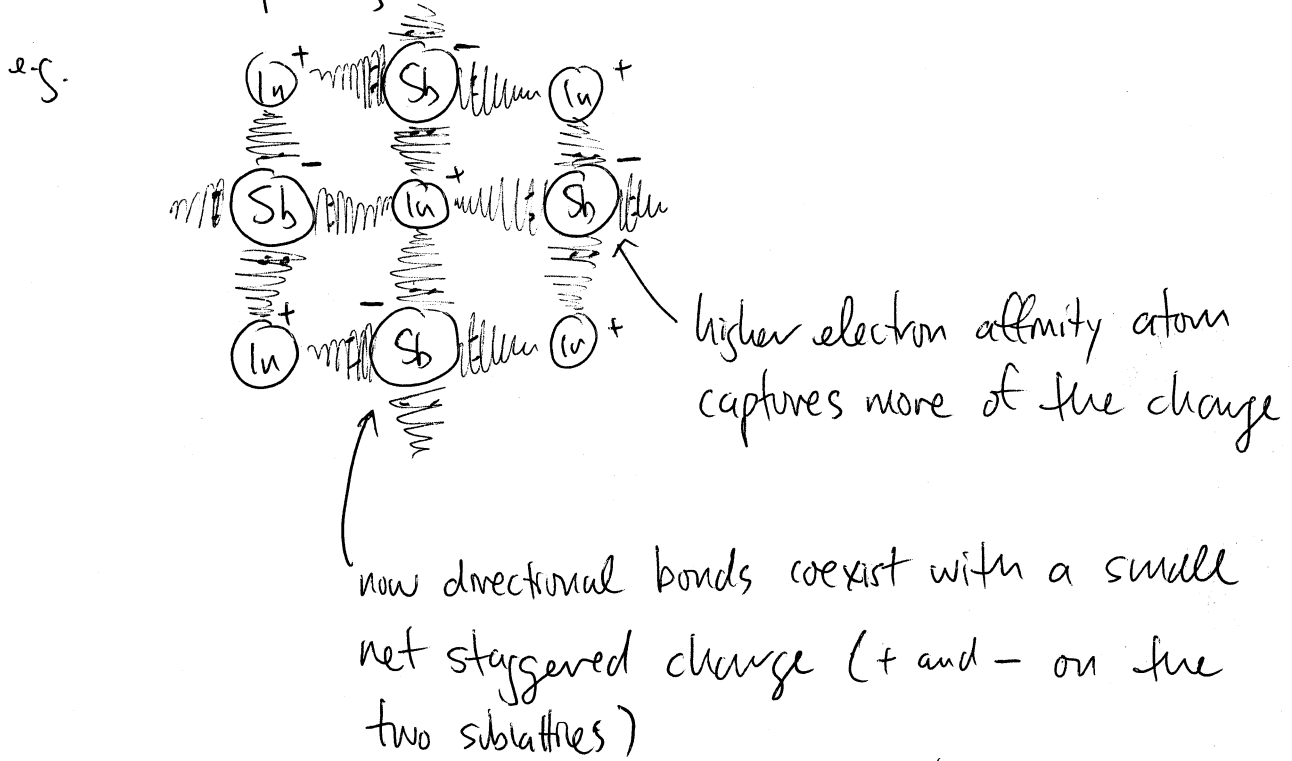 e.g.
In + Sb - In +
Sb - In + Sb -
In + Sb - In +
higher electron affinity atom
captures more of the charge
now directional bonds coexist with a small
net staggered charge (+ and - on the
two sublattices)